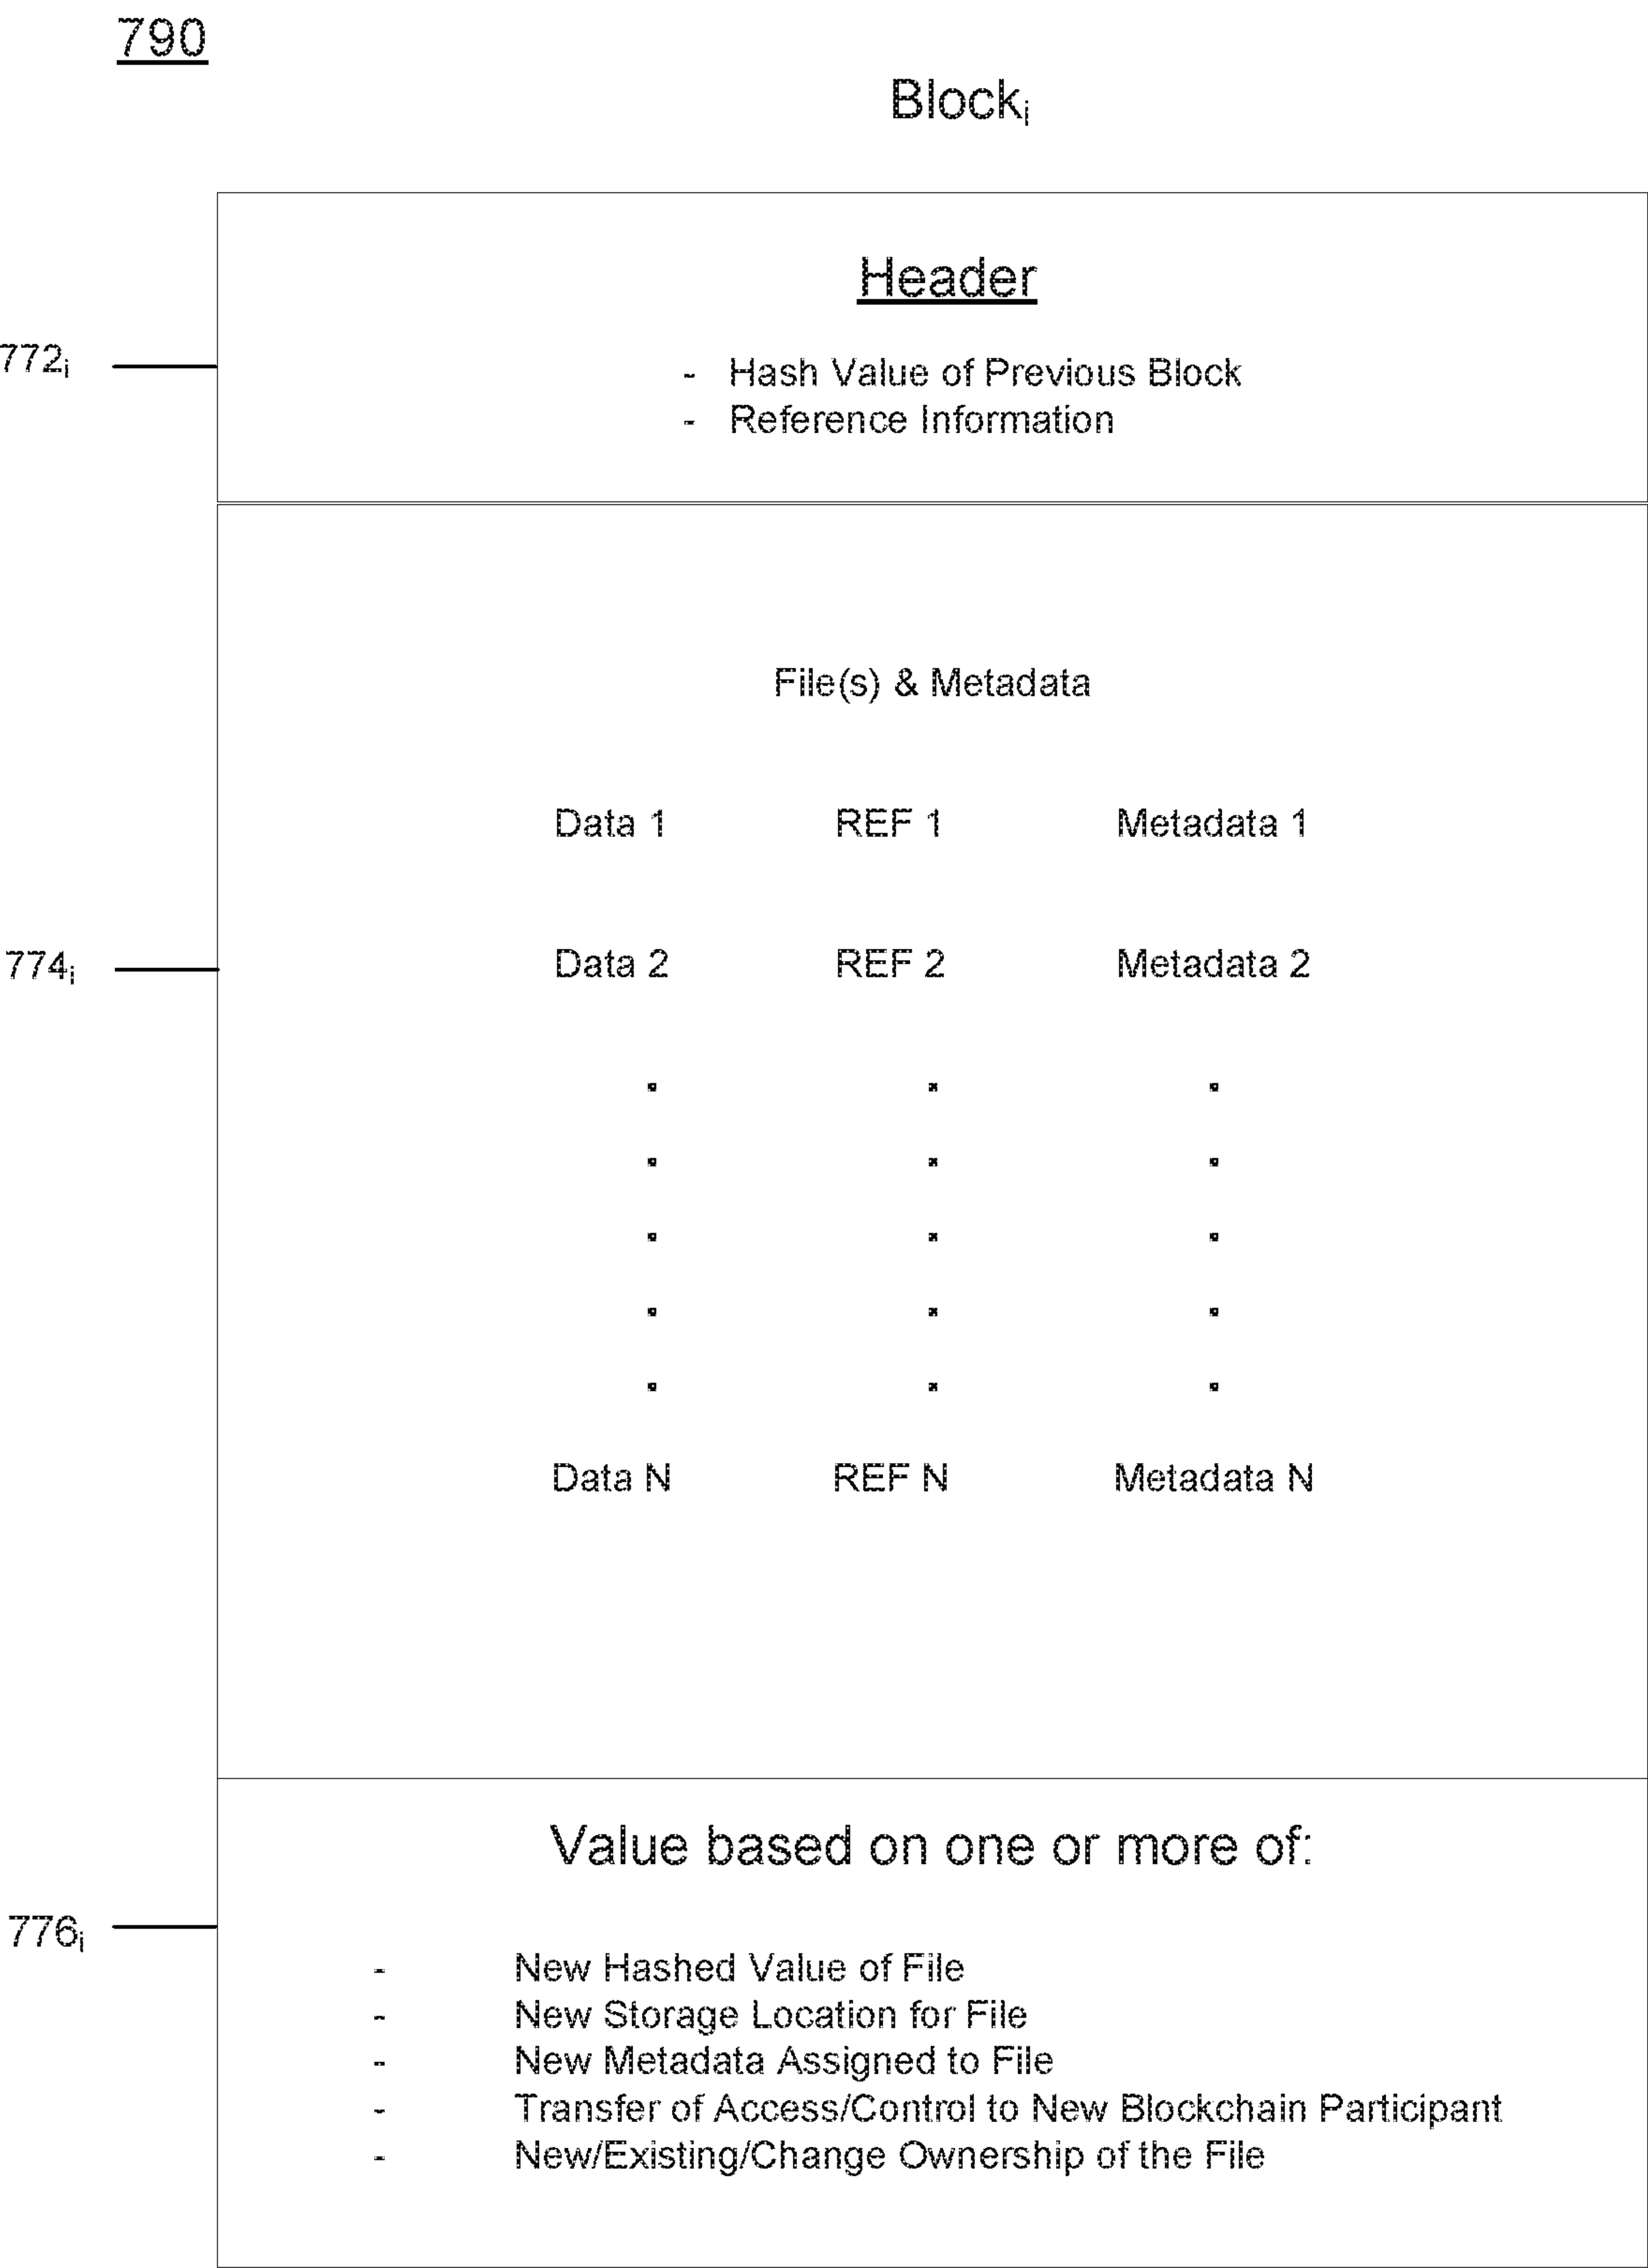 790
Blockᵢ
Header
772ᵢ
- Hash Value of Previous Block
- Reference Information
File(s) & Metadata
Data 1 REF 1 Metadata 1
774ᵢ
Data 2 REF 2 Metadata 2
. . .
. . .
. . .
. . .
. . .
Data N REF N Metadata N
Value based on one or more of:
776ᵢ
- New Hashed Value of File
- New Storage Location for File
- New Metadata Assigned to File
- Transfer of Access/Control to New Blockchain Participant
- New/Existing/Change Ownership of the File